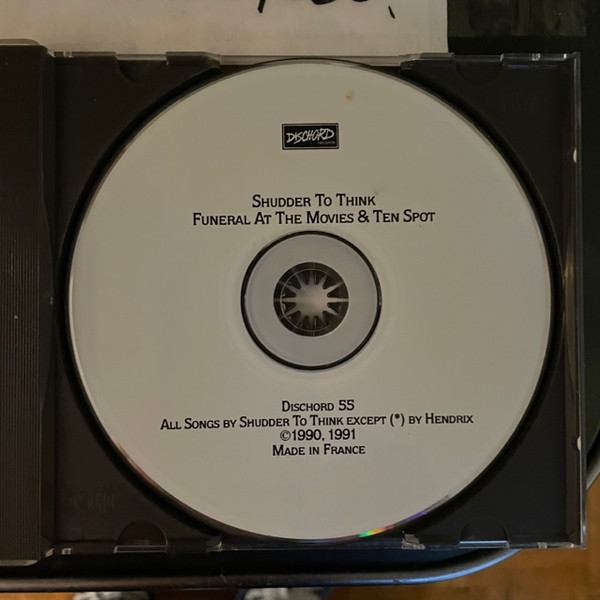 DISCHORD
SHUDDER TO THINK
FUNERAL AT THE MOVIES & TEN SPOT
DISCHORD 55
ALL SONGS BY SHUDDER TO THINK EXCEPT (*) BY HENDRIX
©1990, 1991
MADE IN FRANCE